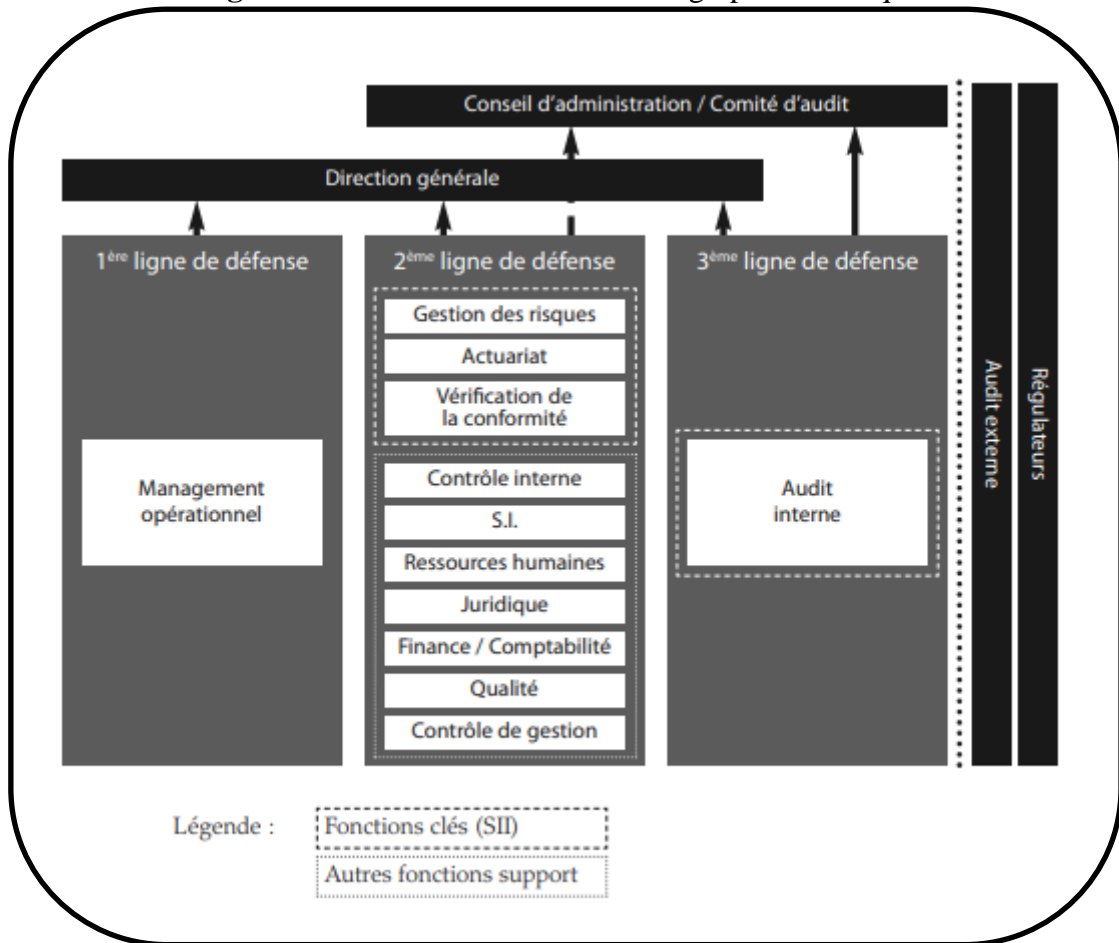 Conseil d'administration / Comité d'audit
Direction générale
1ère ligne de défense
Management
opérationnel
2ème ligne de défense
Gestion des risques
Actuariat
Vérification de
la conformité
Contrôle interne
S.I.
Ressources humaines
Juridique
Finance / Comptabilité
Qualité
Contrôle de gestion
3ème ligne de défense
Audit
interne
Audit externe
Régulateurs
Légende :
Fonctions clés (SII)
Autres fonctions support